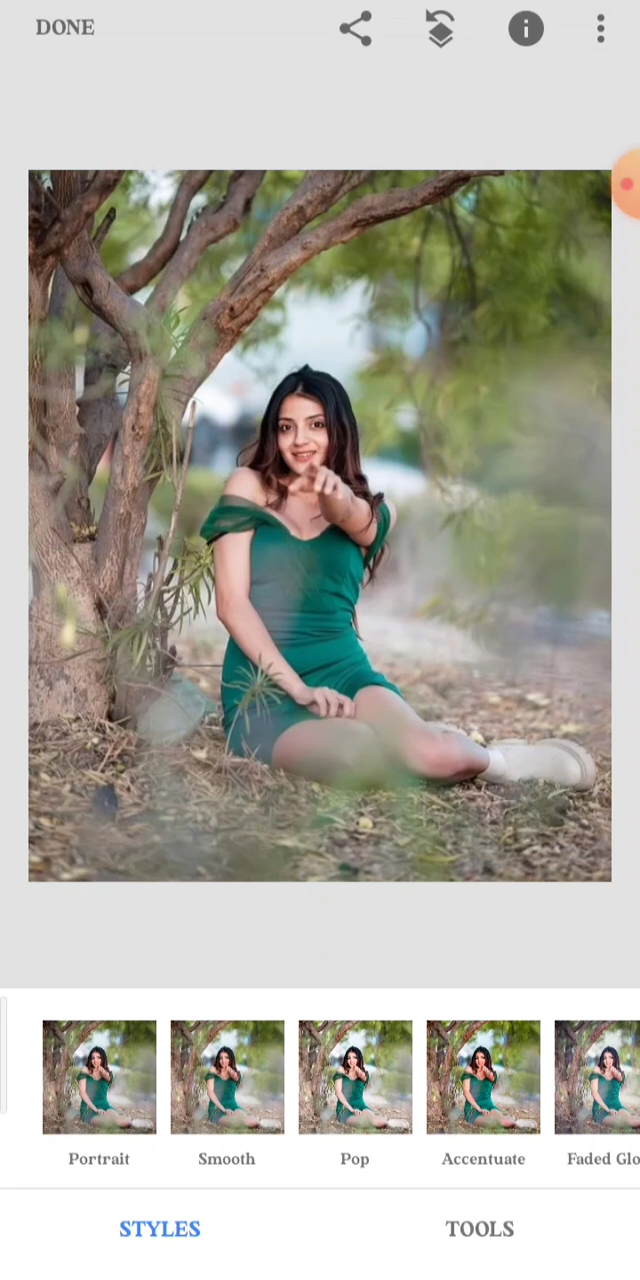 DONE
Portrait
Smooth
Pop
Accentuate
Faded Glo
STYLES
TOOLS